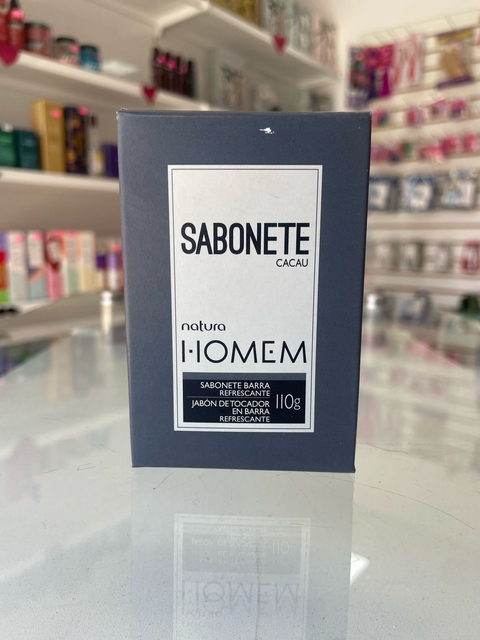 SABONETE
CACAU
natura
HOMEM
SABONETE BARRA
REFRESCANTE
JABÓN DE TOCADOR
EN BARRA
REFRESCANTE
110g